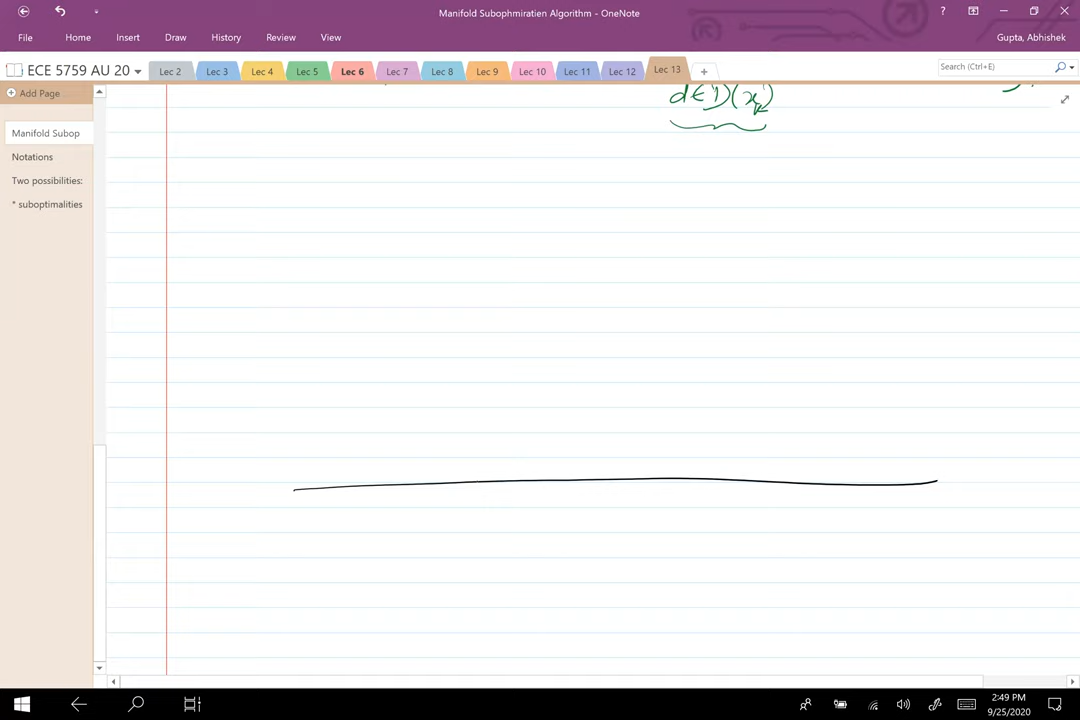 Manifold Subophmiratien Algorithm - OneNote
Gupta, Abhishek
File Home Insert Draw History Review View
ECE 5759 AU 20 Lec 2 Lec 3 Lec 4 Lec 5 Lec 6 Lec 7 Lec 8 Lec 9 Lec 10 Lec 11 Lec 12 Lec 13
Search (Ctrl+E)
Add Page
Manifold Subop
Notations
Two possibilities:
* suboptimalities
d ∈ D(x_k)
2:49 PM
9/25/2020